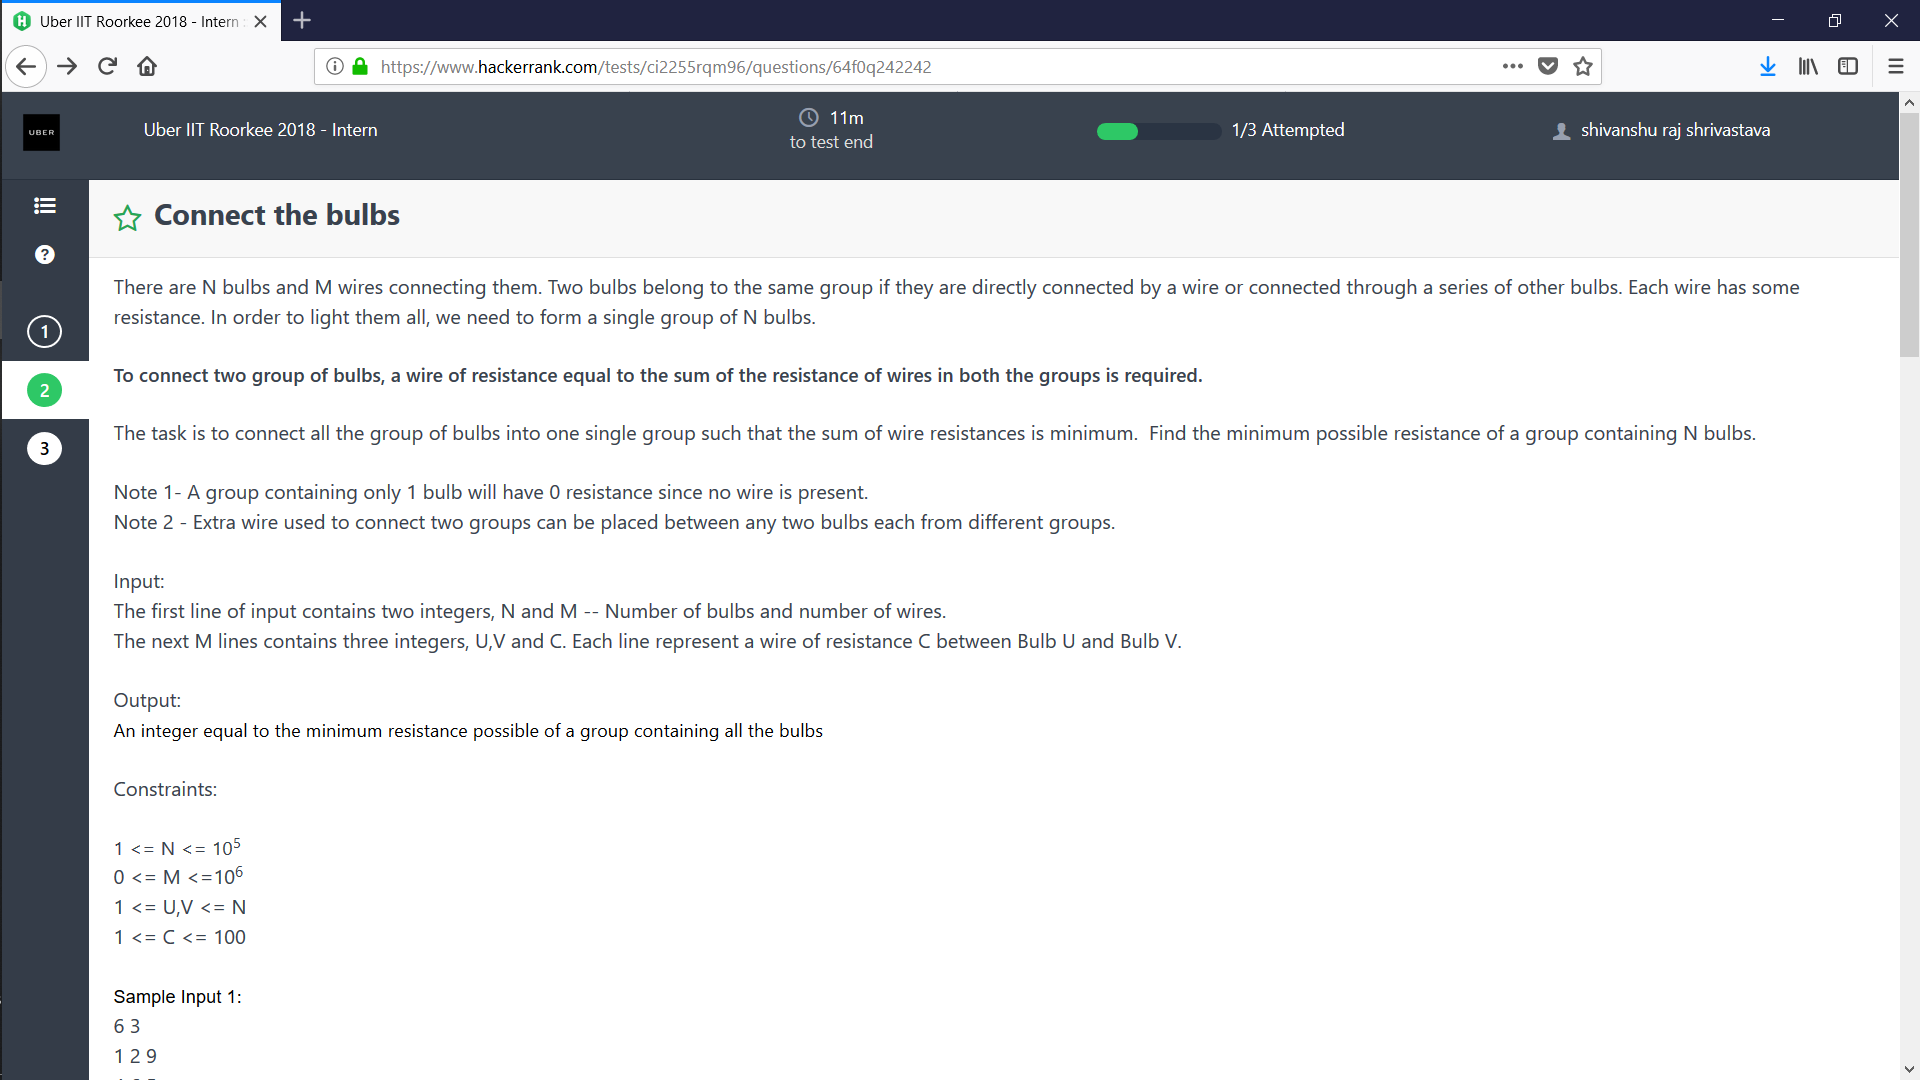 Uber IIT Roorkee 2018 - Intern
https://www.hackerrank.com/tests/ci2255rqm96/questions/64f0q242242
UBER
Uber IIT Roorkee 2018 - Intern
11m
to test end
1/3 Attempted
shivanshu raj shrivastava
Connect the bulbs
1
2
3
There are N bulbs and M wires connecting them. Two bulbs belong to the same group if they are directly connected by a wire or connected through a series of other bulbs. Each wire has some
resistance. In order to light them all, we need to form a single group of N bulbs.
To connect two group of bulbs, a wire of resistance equal to the sum of the resistance of wires in both the groups is required.
The task is to connect all the group of bulbs into one single group such that the sum of wire resistances is minimum.  Find the minimum possible resistance of a group containing N bulbs.
Note 1- A group containing only 1 bulb will have 0 resistance since no wire is present.
Note 2 - Extra wire used to connect two groups can be placed between any two bulbs each from different groups.
Input:
The first line of input contains two integers, N and M -- Number of bulbs and number of wires.
The next M lines contains three integers, U,V and C. Each line represent a wire of resistance C between Bulb U and Bulb V.
Output:
An integer equal to the minimum resistance possible of a group containing all the bulbs
Constraints:
1 <= N <= 10⁵
0 <= M <=10⁶
1 <= U,V <= N
1 <= C <= 100
Sample Input 1:
6 3
1 2 9